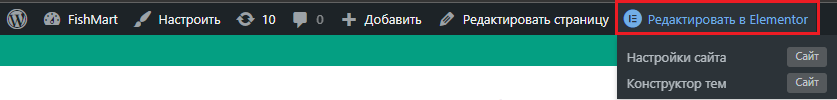 FishMart Настроить 10 0 Добавить Редактировать страницу Редактировать в Elementor
Настройки сайта Сайт
Конструктор тем Сайт